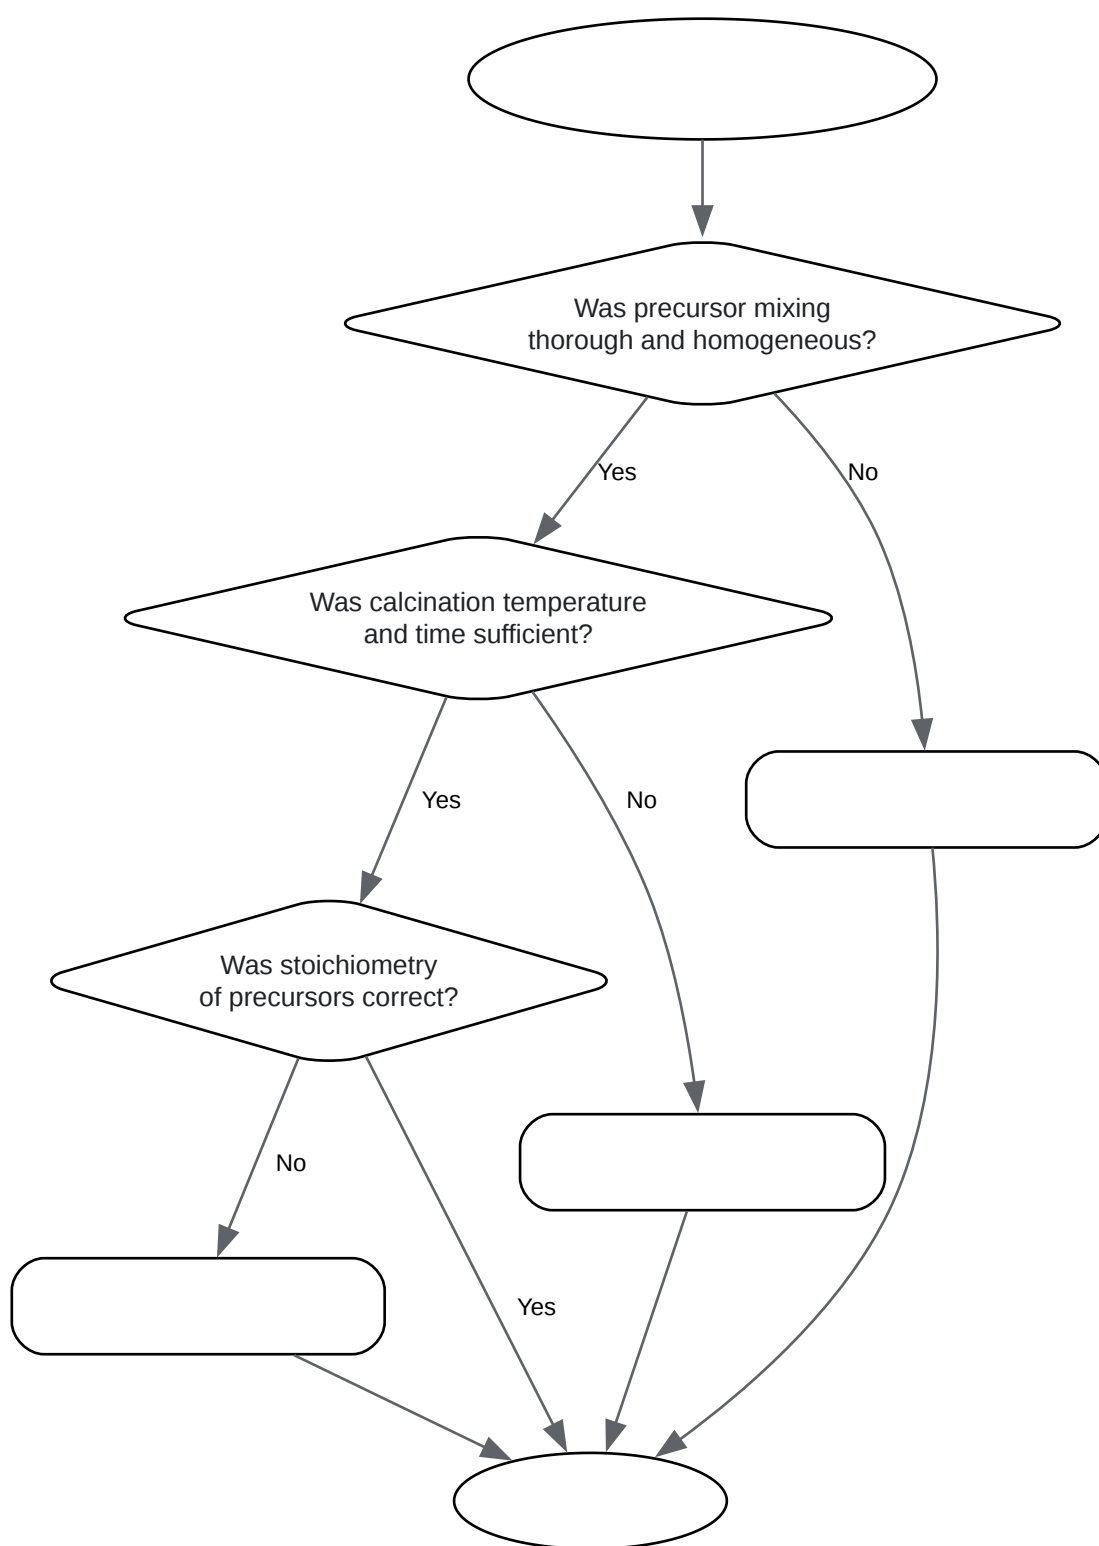 Was precursor mixing
thorough and homogeneous?
Yes
No
Was calcination temperature
and time sufficient?
Yes
No
Was stoichiometry
of precursors correct?
No
Yes